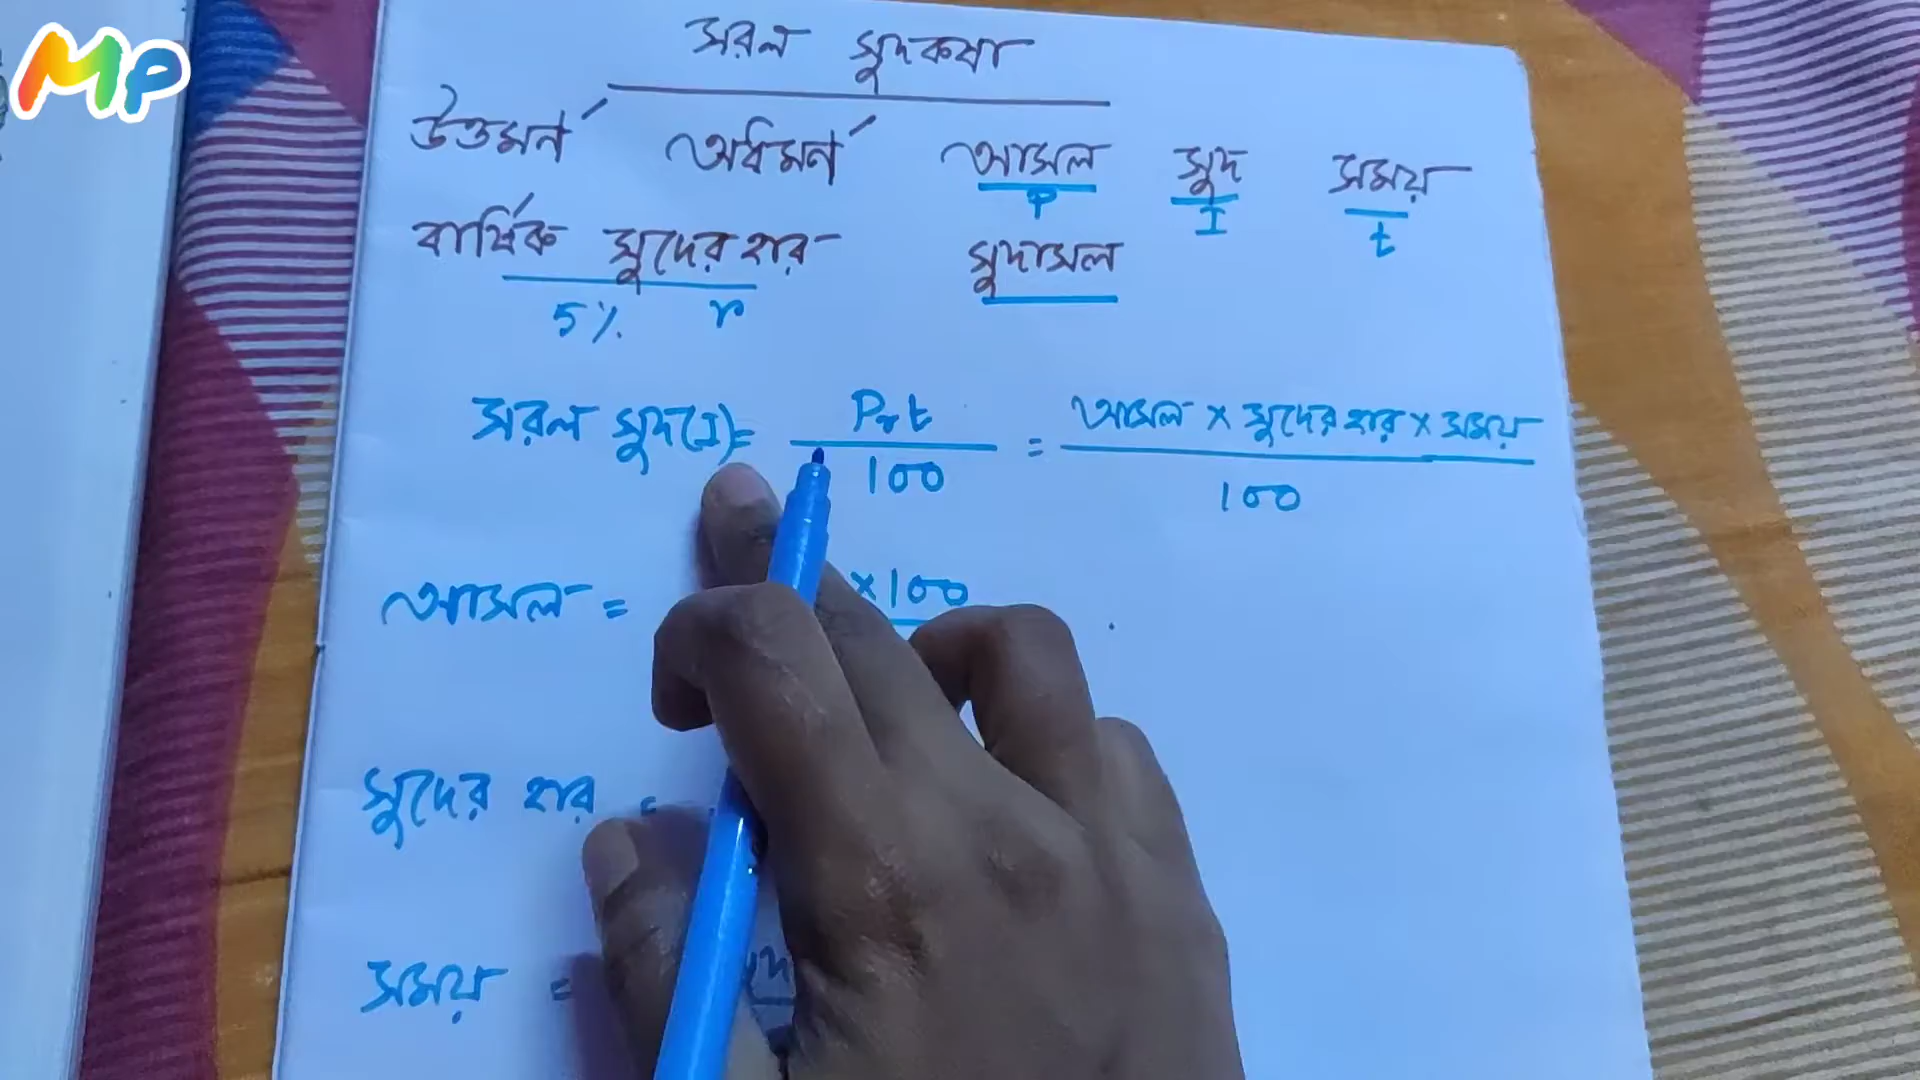 MP
সরল সুদকষা
উত্তমর্ণ অধমর্ণ আসল সুদ সময়
P I t
বার্ষিক সুদের হার সুদাসল
5% r
সরল সুদ(I)= Prt / 100 = আসল × সুদের হার × সময় / 100
আসল = × 100
সুদের হার =
সময় =